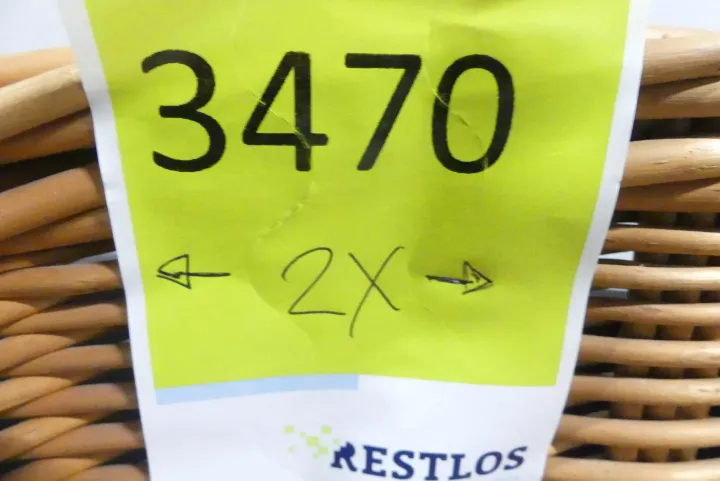 3470
← 2X →
RESTLOS